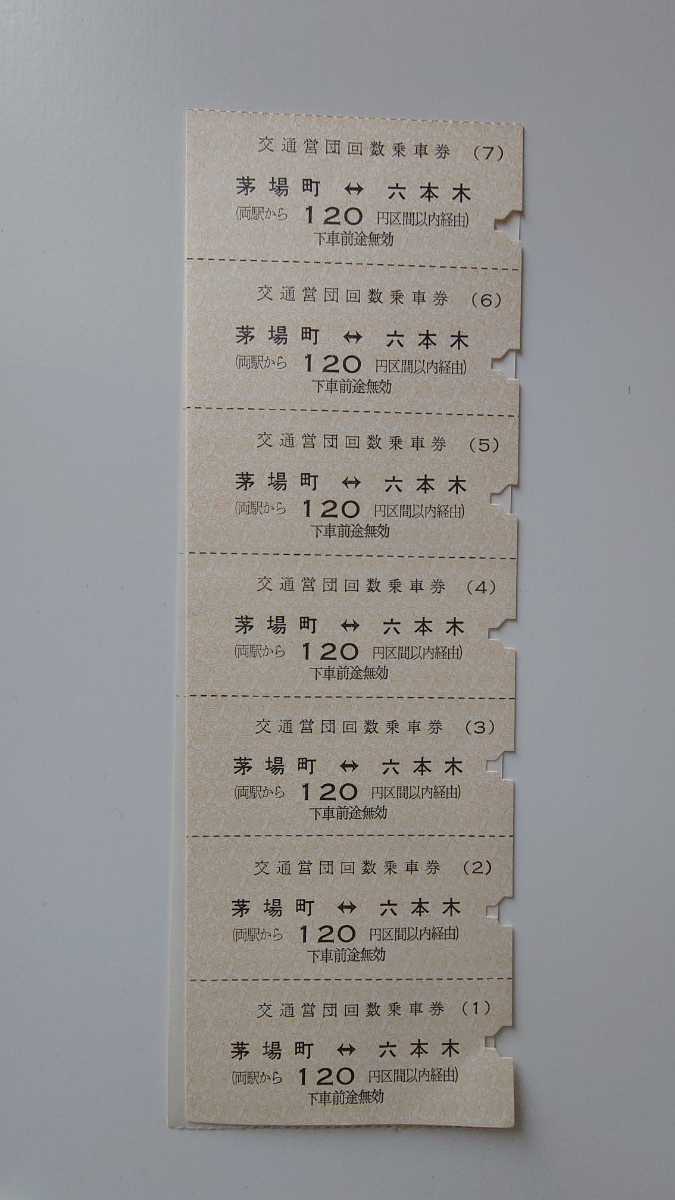 交通営団回数乗車券 (7)
茅場町 ↔ 六本木
(両駅から 120 円区間以内経由)
下車前途無効
交通営団回数乗車券 (6)
茅場町 ↔ 六本木
(両駅から 120 円区間以内経由)
下車前途無効
交通営団回数乗車券 (5)
茅場町 ↔ 六本木
(両駅から 120 円区間以内経由)
下車前途無効
交通営団回数乗車券 (4)
茅場町 ↔ 六本木
(両駅から 120 円区間以内経由)
下車前途無効
交通営団回数乗車券 (3)
茅場町 ↔ 六本木
(両駅から 120 円区間以内経由)
下車前途無効
交通営団回数乗車券 (2)
茅場町 ↔ 六本木
(両駅から 120 円区間以内経由)
下車前途無効
交通営団回数乗車券 (1)
茅場町 ↔ 六本木
(両駅から 120 円区間以内経由)
下車前途無効